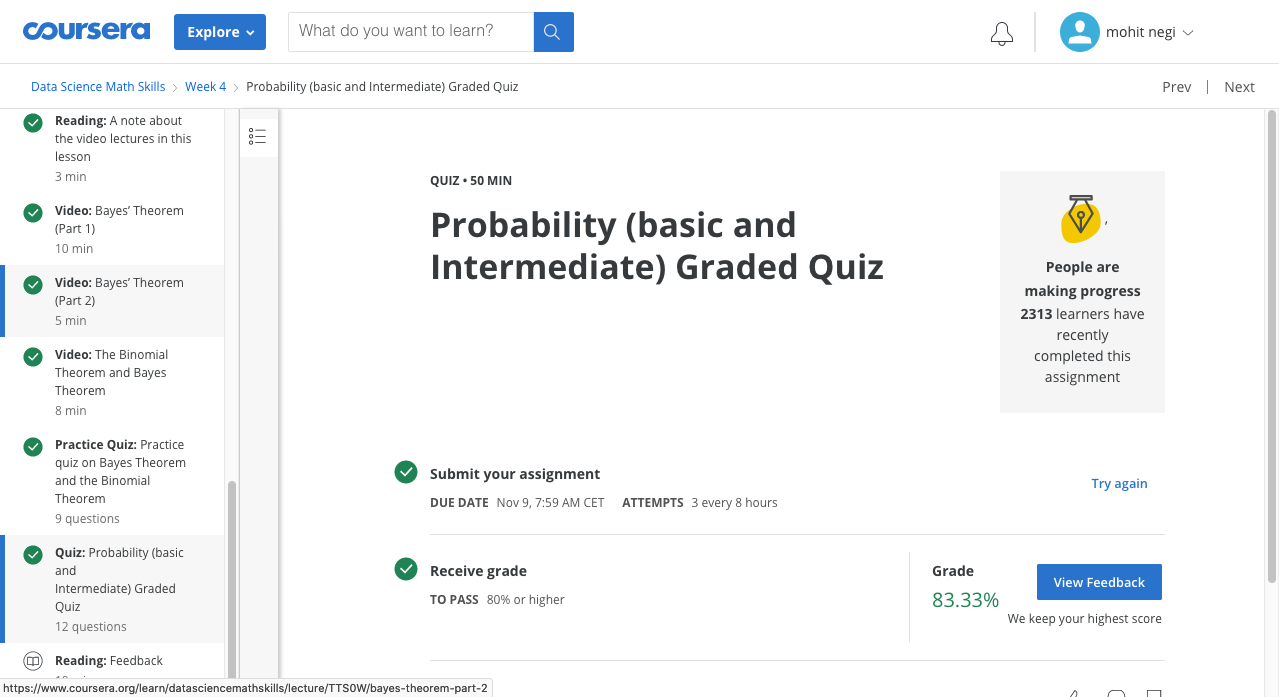 coursera
Explore
What do you want to learn?
mohit negi
Data Science Math Skills
Week 4
Probability (basic and Intermediate) Graded Quiz
Prev
Next
Reading: A note about
the video lectures in this
lesson
3 min
Video: Bayes’ Theorem
(Part 1)
10 min
Video: Bayes’ Theorem
(Part 2)
5 min
Video: The Binomial
Theorem and Bayes
Theorem
8 min
Practice Quiz: Practice
quiz on Bayes Theorem
and the Binomial
Theorem
9 questions
Quiz: Probability (basic
and
Intermediate) Graded
Quiz
12 questions
Reading: Feedback
https://www.coursera.org/learn/datasciencemathskills/lecture/TTS0W/bayes-theorem-part-2
QUIZ • 50 MIN
Probability (basic and
Intermediate) Graded Quiz
,
People are
making progress
2313 learners have
recently
completed this
assignment
Submit your assignment
DUE DATE Nov 9, 7:59 AM CET ATTEMPTS 3 every 8 hours
Try again
Receive grade
TO PASS 80% or higher
Grade
83.33%
View Feedback
We keep your highest score